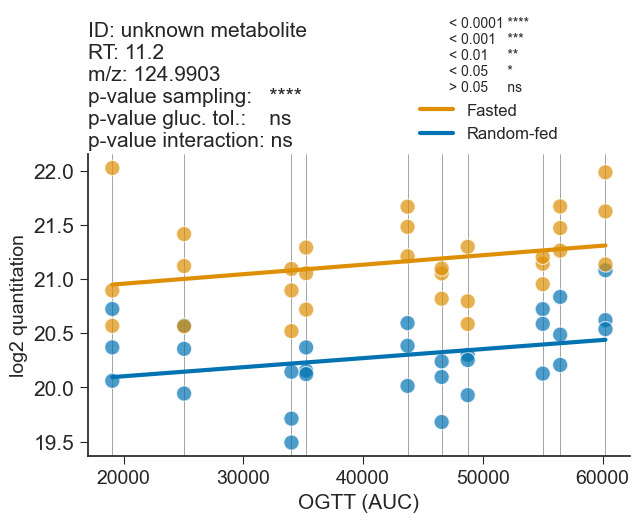 ID: unknown metabolite
RT: 11.2
m/z: 124.9903
p-value sampling: ****
p-value gluc. tol.: ns
p-value interaction: ns
< 0.0001 ****
< 0.001 ***
< 0.01 **
< 0.05 *
> 0.05 ns
Fasted
Random-fed
22.0
21.5
21.0
20.5
20.0
19.5
log2 quantitation
20000 30000 40000 50000 60000
OGTT (AUC)